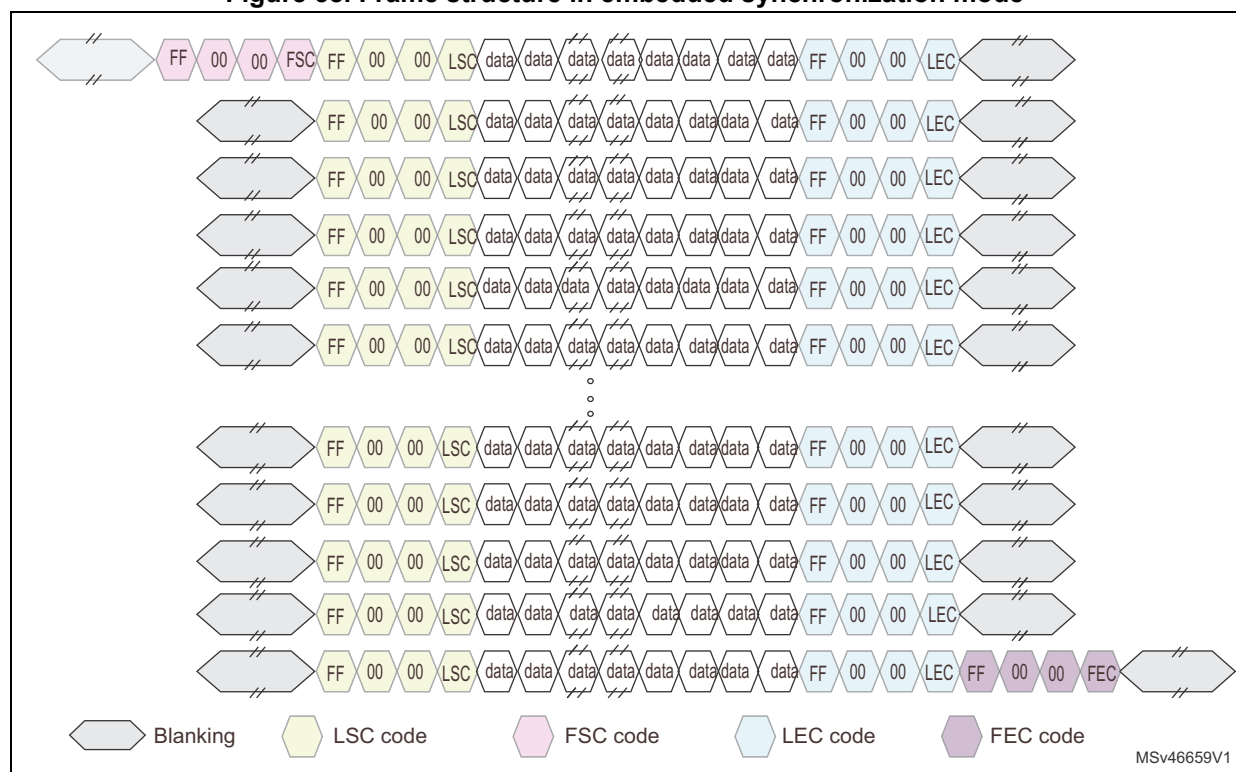 Figure Frame structure in embedded synchronization mode
FF 00 00 FSC FF 00 00 LSC data data data data data data data data FF 00 00 LEC
FF 00 00 LSC data data data data data data data data FF 00 00 LEC
FF 00 00 LSC data data data data data data data data FF 00 00 LEC
FF 00 00 LSC data data data data data data data data FF 00 00 LEC
FF 00 00 LSC data data data data data data data data FF 00 00 LEC
FF 00 00 LSC data data data data data data data data FF 00 00 LEC
FF 00 00 LSC data data data data data data data data FF 00 00 LEC
FF 00 00 LSC data data data data data data data data FF 00 00 LEC
FF 00 00 LSC data data data data data data data data FF 00 00 LEC
FF 00 00 LSC data data data data data data data data FF 00 00 LEC
FF 00 00 LSC data data data data data data data data FF 00 00 LEC FF 00 00 FEC
Blanking LSC code FSC code LEC code FEC code
MSv46659V1